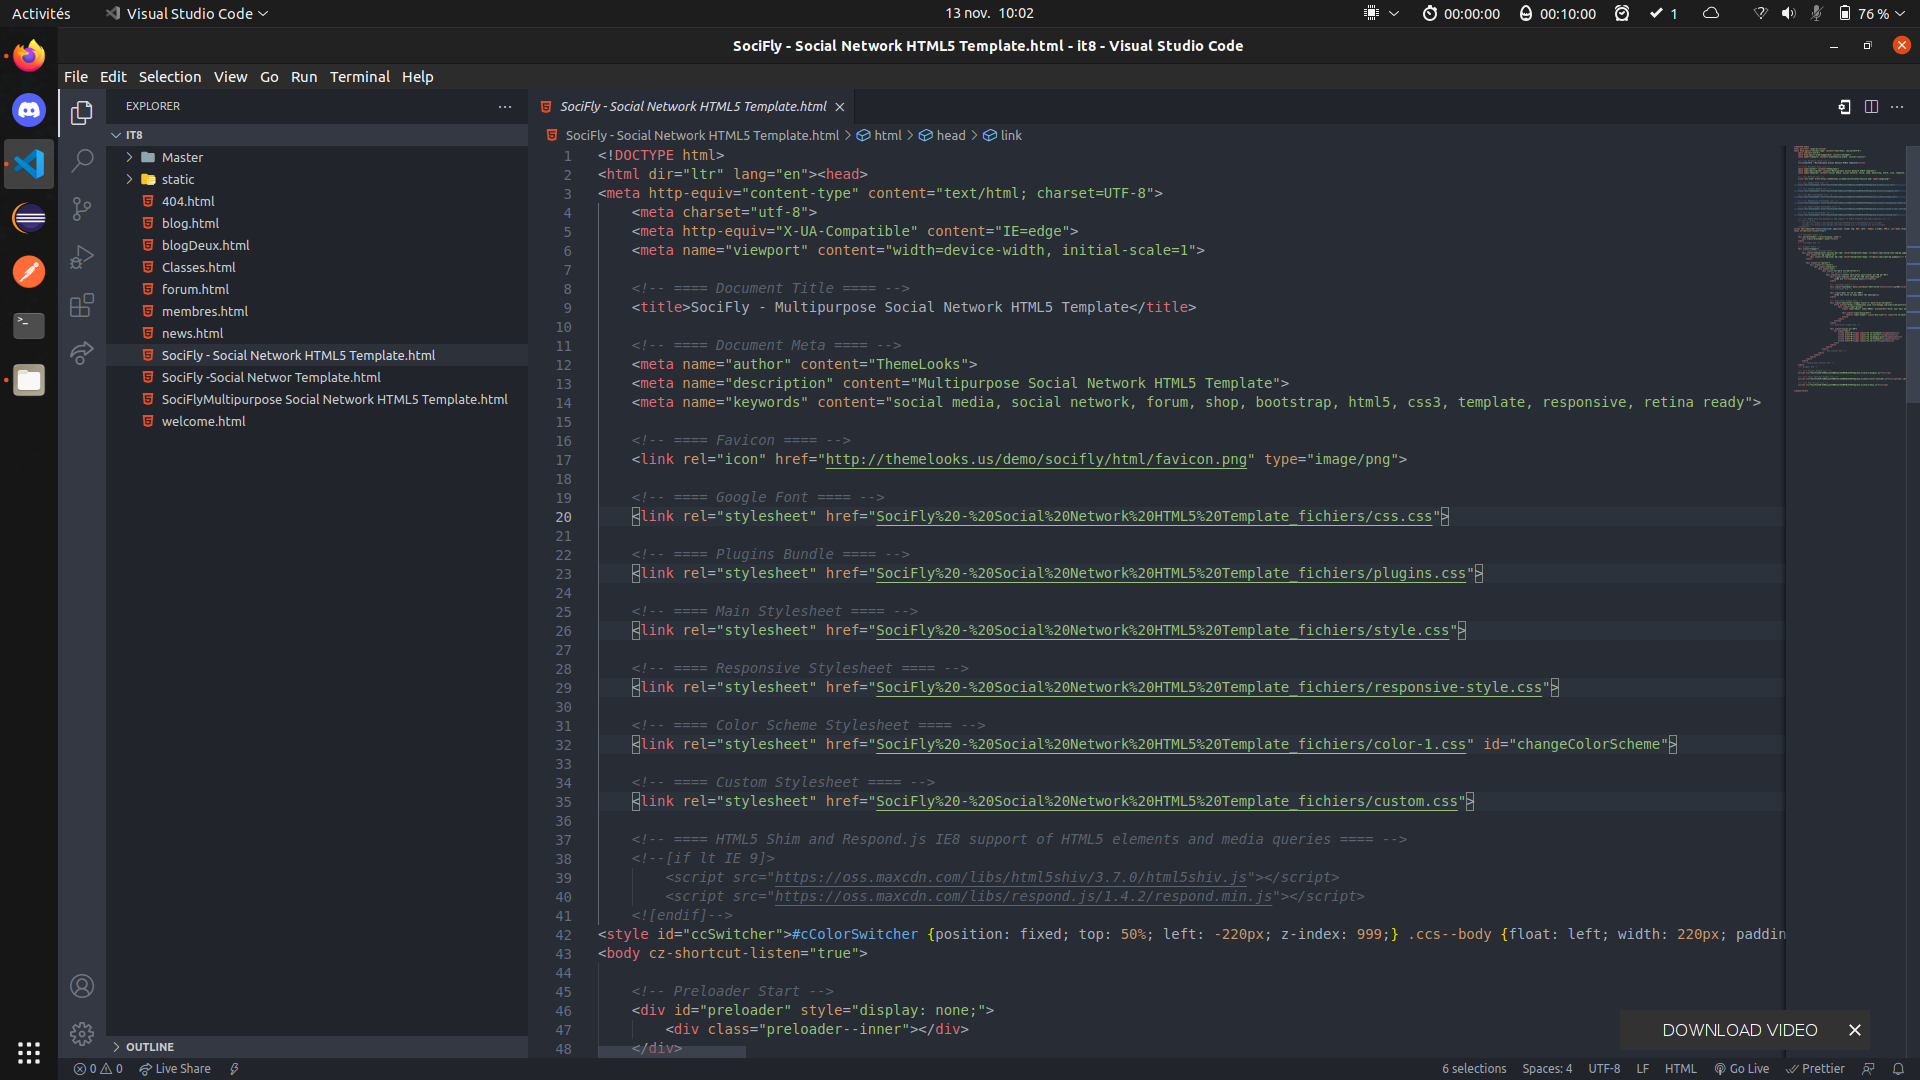 Activités
Visual Studio Code
13 nov. 10:02
00:00:00
00:10:00
1
76 %
SociFly - Social Network HTML5 Template.html - it8 - Visual Studio Code
File Edit Selection View Go Run Terminal Help
EXPLORER
IT8
Master
static
404.html
blog.html
blogDeux.html
Classes.html
forum.html
membres.html
news.html
SociFly - Social Network HTML5 Template.html
SociFly -Social Networ Template.html
SociFlyMultipurpose Social Network HTML5 Template.html
welcome.html
OUTLINE
SociFly - Social Network HTML5 Template.html
SociFly - Social Network HTML5 Template.html > html > head > link
1 <!DOCTYPE html>
2 <html dir="ltr" lang="en"><head>
3 <meta http-equiv="content-type" content="text/html; charset=UTF-8">
4 <meta charset="utf-8">
5 <meta http-equiv="X-UA-Compatible" content="IE=edge">
6 <meta name="viewport" content="width=device-width, initial-scale=1">
7
8 <!-- ==== Document Title ==== -->
9 <title>SociFly - Multipurpose Social Network HTML5 Template</title>
10
11 <!-- ==== Document Meta ==== -->
12 <meta name="author" content="ThemeLooks">
13 <meta name="description" content="Multipurpose Social Network HTML5 Template">
14 <meta name="keywords" content="social media, social network, forum, shop, bootstrap, html5, css3, template, responsive, retina ready">
15
16 <!-- ==== Favicon ==== -->
17 <link rel="icon" href="http://themelooks.us/demo/socifly/html/favicon.png" type="image/png">
18
19 <!-- ==== Google Font ==== -->
20 <link rel="stylesheet" href="SociFly%20-%20Social%20Network%20HTML5%20Template_fichiers/css.css">
21
22 <!-- ==== Plugins Bundle ==== -->
23 <link rel="stylesheet" href="SociFly%20-%20Social%20Network%20HTML5%20Template_fichiers/plugins.css">
24
25 <!-- ==== Main Stylesheet ==== -->
26 <link rel="stylesheet" href="SociFly%20-%20Social%20Network%20HTML5%20Template_fichiers/style.css">
27
28 <!-- ==== Responsive Stylesheet ==== -->
29 <link rel="stylesheet" href="SociFly%20-%20Social%20Network%20HTML5%20Template_fichiers/responsive-style.css">
30
31 <!-- ==== Color Scheme Stylesheet ==== -->
32 <link rel="stylesheet" href="SociFly%20-%20Social%20Network%20HTML5%20Template_fichiers/color-1.css" id="changeColorScheme">
33
34 <!-- ==== Custom Stylesheet ==== -->
35 <link rel="stylesheet" href="SociFly%20-%20Social%20Network%20HTML5%20Template_fichiers/custom.css">
36
37 <!-- ==== HTML5 Shim and Respond.js IE8 support of HTML5 elements and media queries ==== -->
38 <!--[if lt IE 9]>
39 <script src="https://oss.maxcdn.com/libs/html5shiv/3.7.0/html5shiv.js"></script>
40 <script src="https://oss.maxcdn.com/libs/respond.js/1.4.2/respond.min.js"></script>
41 <![endif]-->
42 <style id="ccSwitcher">#cColorSwitcher {position: fixed; top: 50%; left: -220px; z-index: 999;} .ccs--body {float: left; width: 220px; paddin
43 <body cz-shortcut-listen="true">
44
45 <!-- Preloader Start -->
46 <div id="preloader" style="display: none;">
47 <div class="preloader--inner"></div>
48 </div>
DOWNLOAD VIDEO
0 0 Live Share
6 selections Spaces: 4 UTF-8 LF HTML Go Live Prettier